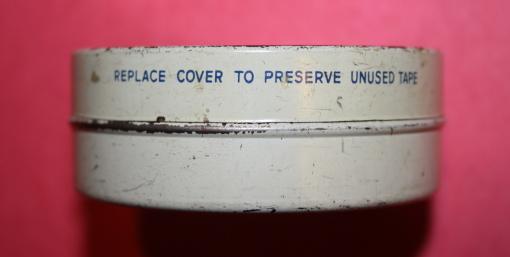 REPLACE COVER TO PRESERVE UNUSED TAPE